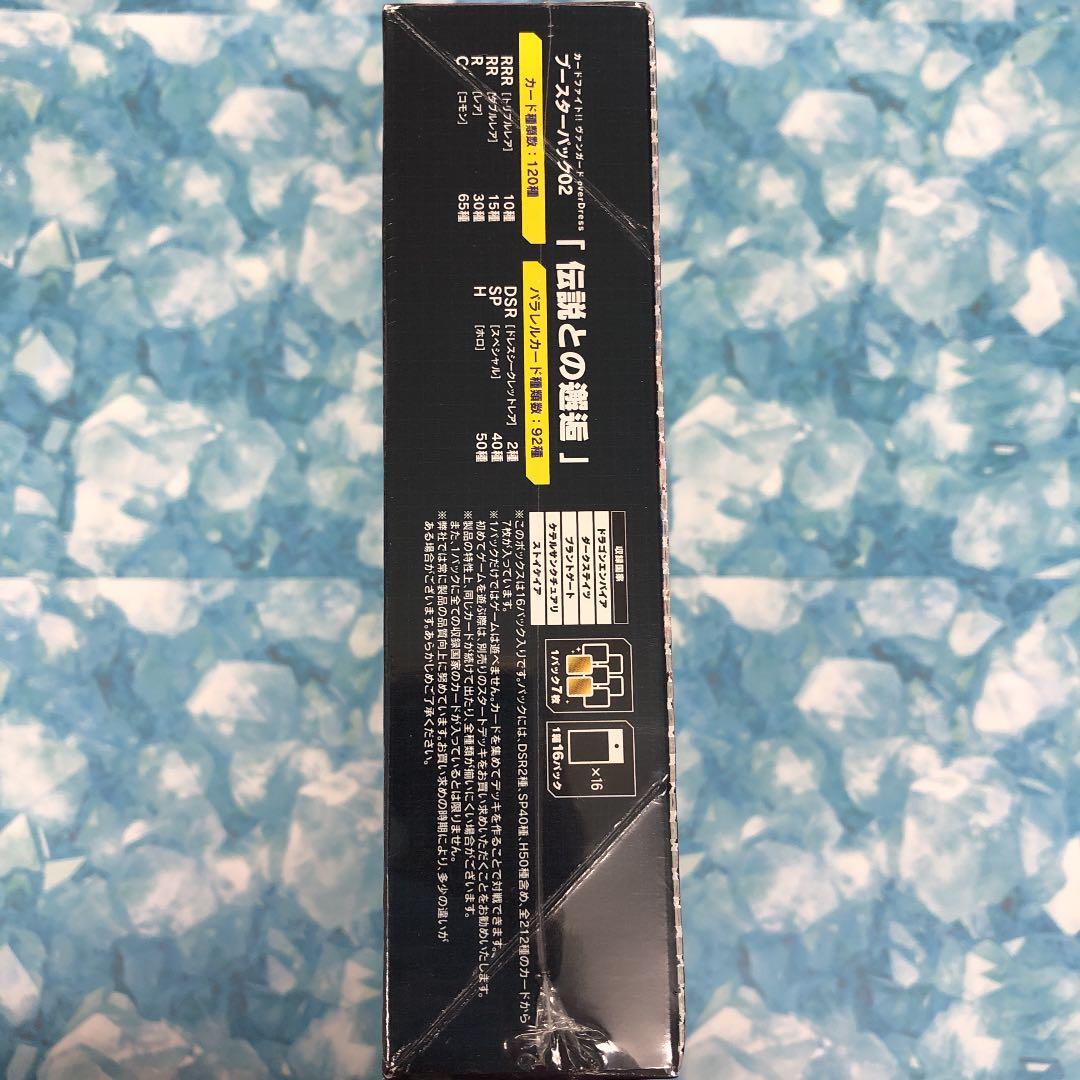 カードファイト!! ヴァンガード overDress
ブースターパック02
「伝説との邂逅」
カード種類数：120種
RRR [トリプルレア] 10種
RR [ダブルレア] 15種
R [レア] 30種
C [コモン] 65種
パラレルカード種類数：92種
DSR [ドレスシークレットレア] 2種
SP [スペシャル] 40種
H [ホロ] 50種
収録国家
ドラゴンエンパイア
ダークステイツ
ブラントゲート
ケテルサンクチュアリ
ストイケイア
1パック7枚
×16
1箱16パック
※このボックスは16パック入りです。パックには、DSR2種、SP40種、H50種含め、全212種のカードから
7枚が入っています。
※1パックだけではゲームは遊べません。カードを集めてデッキを作ることで対戦できます。
初めてゲームを遊ぶ際は、別売りのスタートデッキをお買い求めいただくことをお勧めいたします。
※製品の特性上、同じカードが続けて出たり、全種類が揃いにくい場合がございます。
また、1パックに全ての収録国家のカードが入っているとは限りません。
※弊社では常に製品の品質向上に努めています。お買い求めの時期により、多少の違いが
ある場合がございます。あらかじめご了承ください。